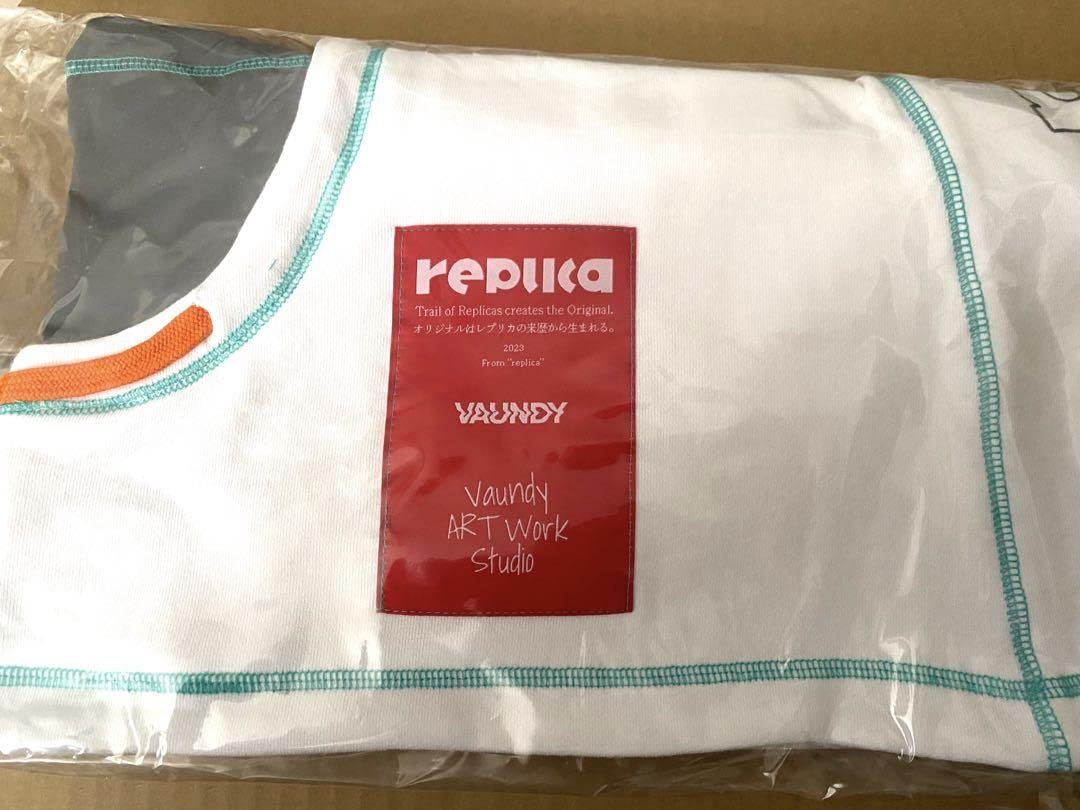 replica
Trail of Replicas creates the Original.
オリジナルはレプリカの来歴から生まれる。
2023
From "replica"
VAUNDY
Vaundy
ART Work
Studio